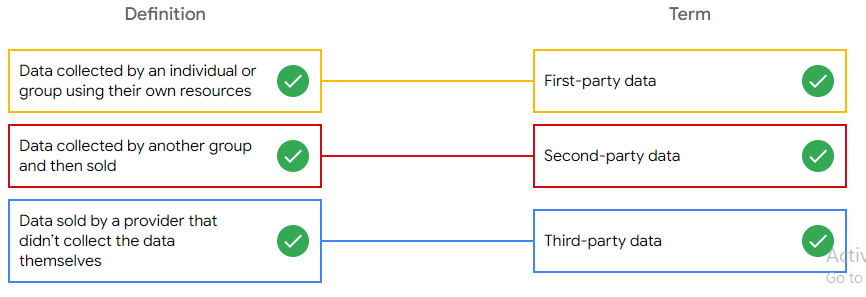 Definition
Term
Data collected by an individual or
group using their own resources
First-party data
Data collected by another group
and then sold
Second-party data
Data sold by a provider that
didn't collect the data
themselves
Third-party data
Activ
Go to